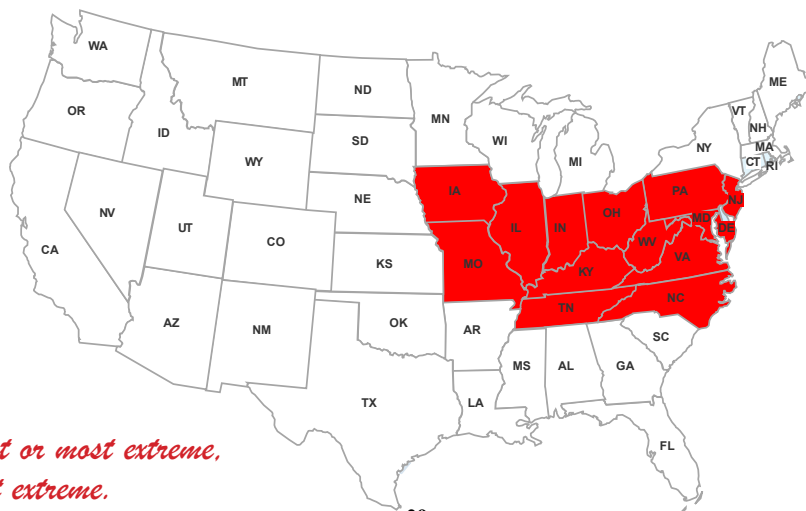 WA
MT
ND
ME
OR
MN
VT
ID
NH
SD
WI
NY
MA
WY
MI
CT
RI
IA
PA
NE
NJ
NV
OH
IL
IN
MD
UT
DE
CO
WV
CA
VA
KS
MO
KY
NC
TN
AZ
OK
NM
AR
SC
MS
AL
GA
TX
LA
FL
or most extreme,
extreme.